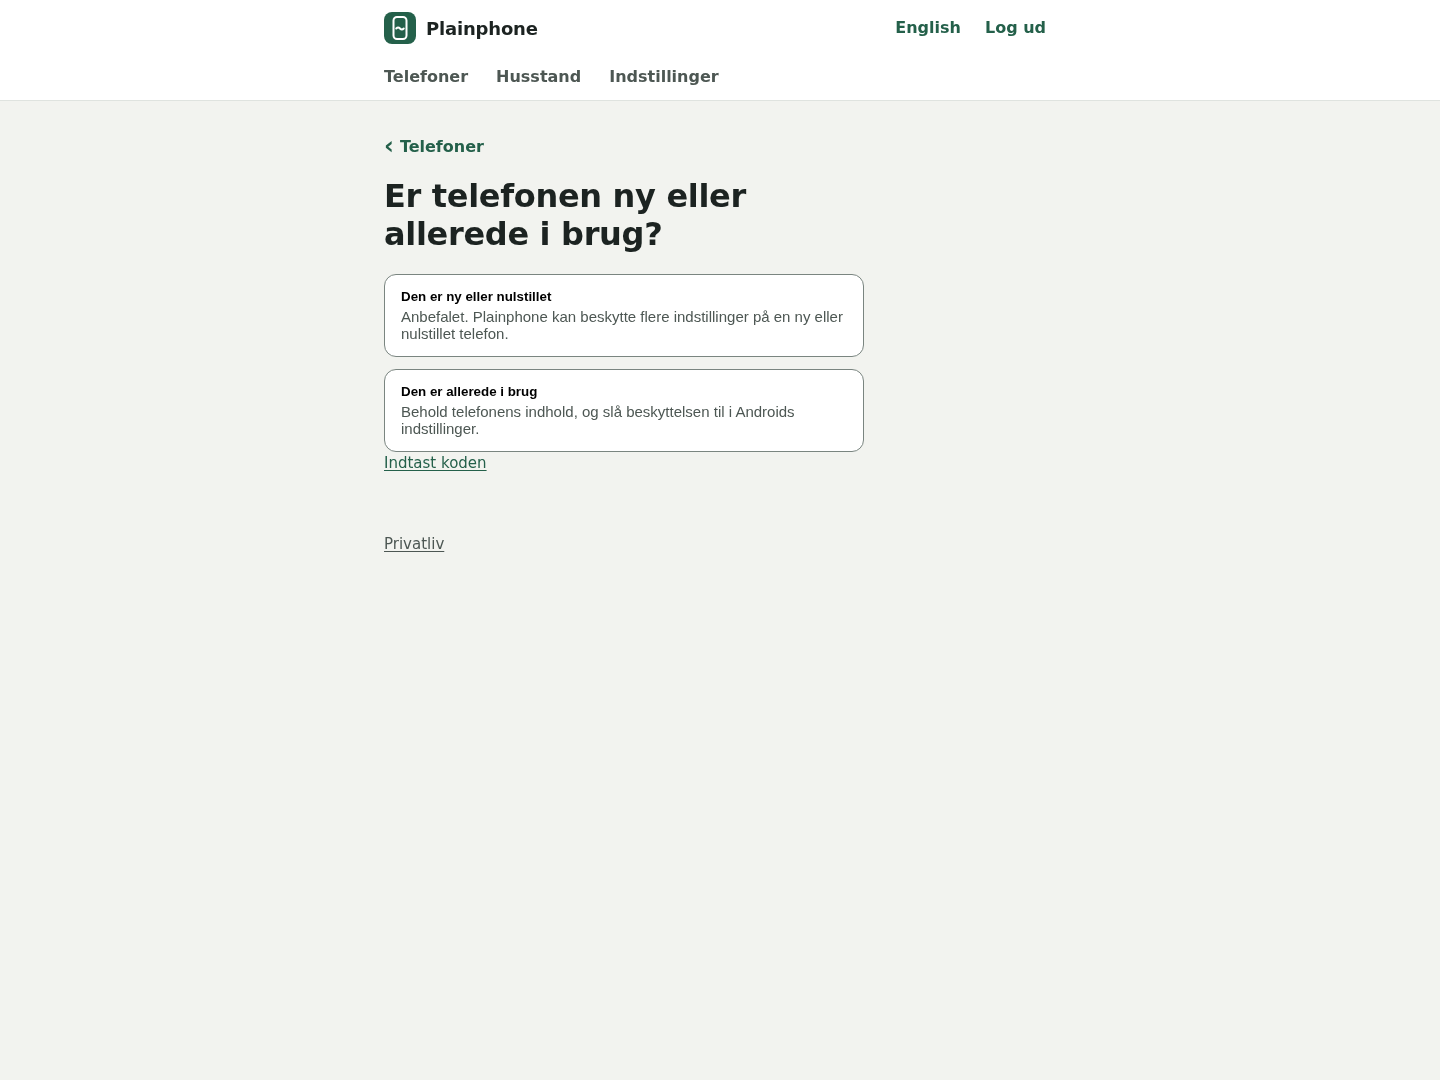 Plainphone
English
Log ud
Telefoner
Husstand
Indstillinger
‹ Telefoner
Er telefonen ny eller
allerede i brug?
Den er ny eller nulstillet
Anbefalet. Plainphone kan beskytte flere indstillinger på en ny eller
nulstillet telefon.
Den er allerede i brug
Behold telefonens indhold, og slå beskyttelsen til i Androids
indstillinger.
Indtast koden
Privatliv